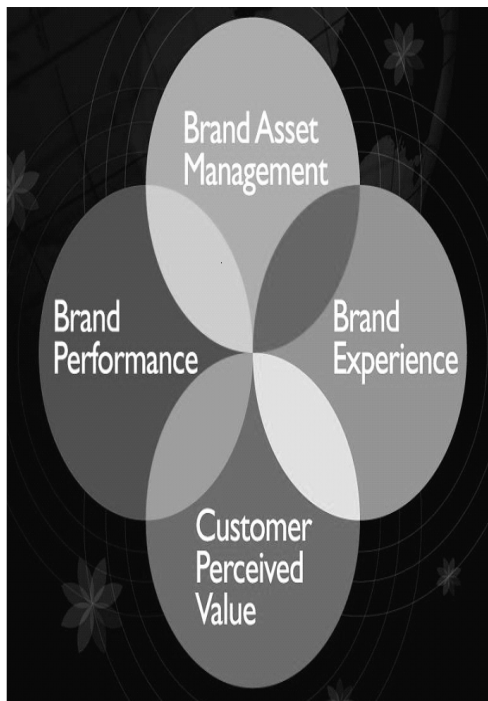 Brand Asset
Management
Brand
Performance
Brand
Experience
Customer
Perceived
Value